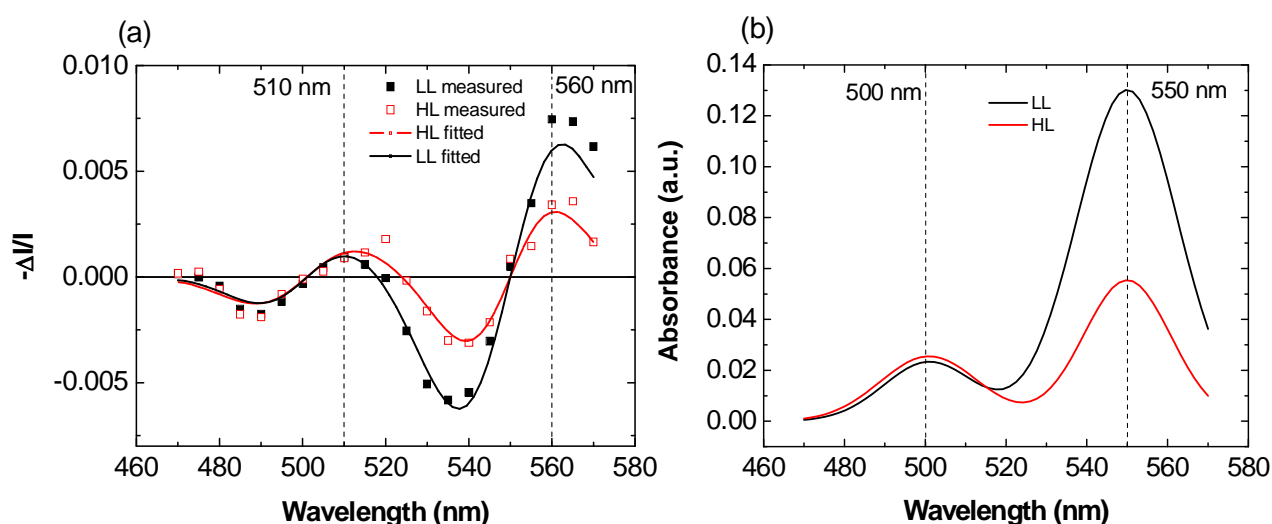 (a)
0.010
0.005
0.000
-0.005
-ΔI/I
510 nm
560 nm
LL measured
HL measured
HL fitted
LL fitted
460 480 500 520 540 560 580
Wavelength (nm)
(b)
0.14
0.12
0.10
0.08
0.06
0.04
0.02
0.00
Absorbance (a.u.)
500 nm
550 nm
LL
HL
460 480 500 520 540 560 580
Wavelength (nm)